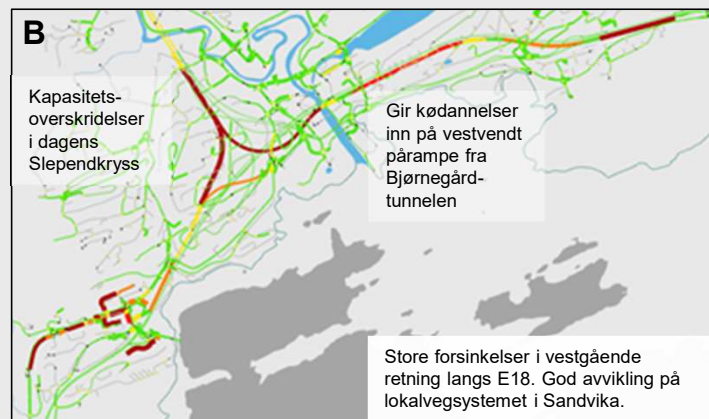 B
Kapasitets-
overskridelser
i dagens
Slependkryss
Gir kødannelser
inn på vestvendt
pårampe fra
Bjørnegård-
tunnelen
Store forsinkelser i vestgående
retning langs E18. God avvikling på
lokalvegsystemet i Sandvika.